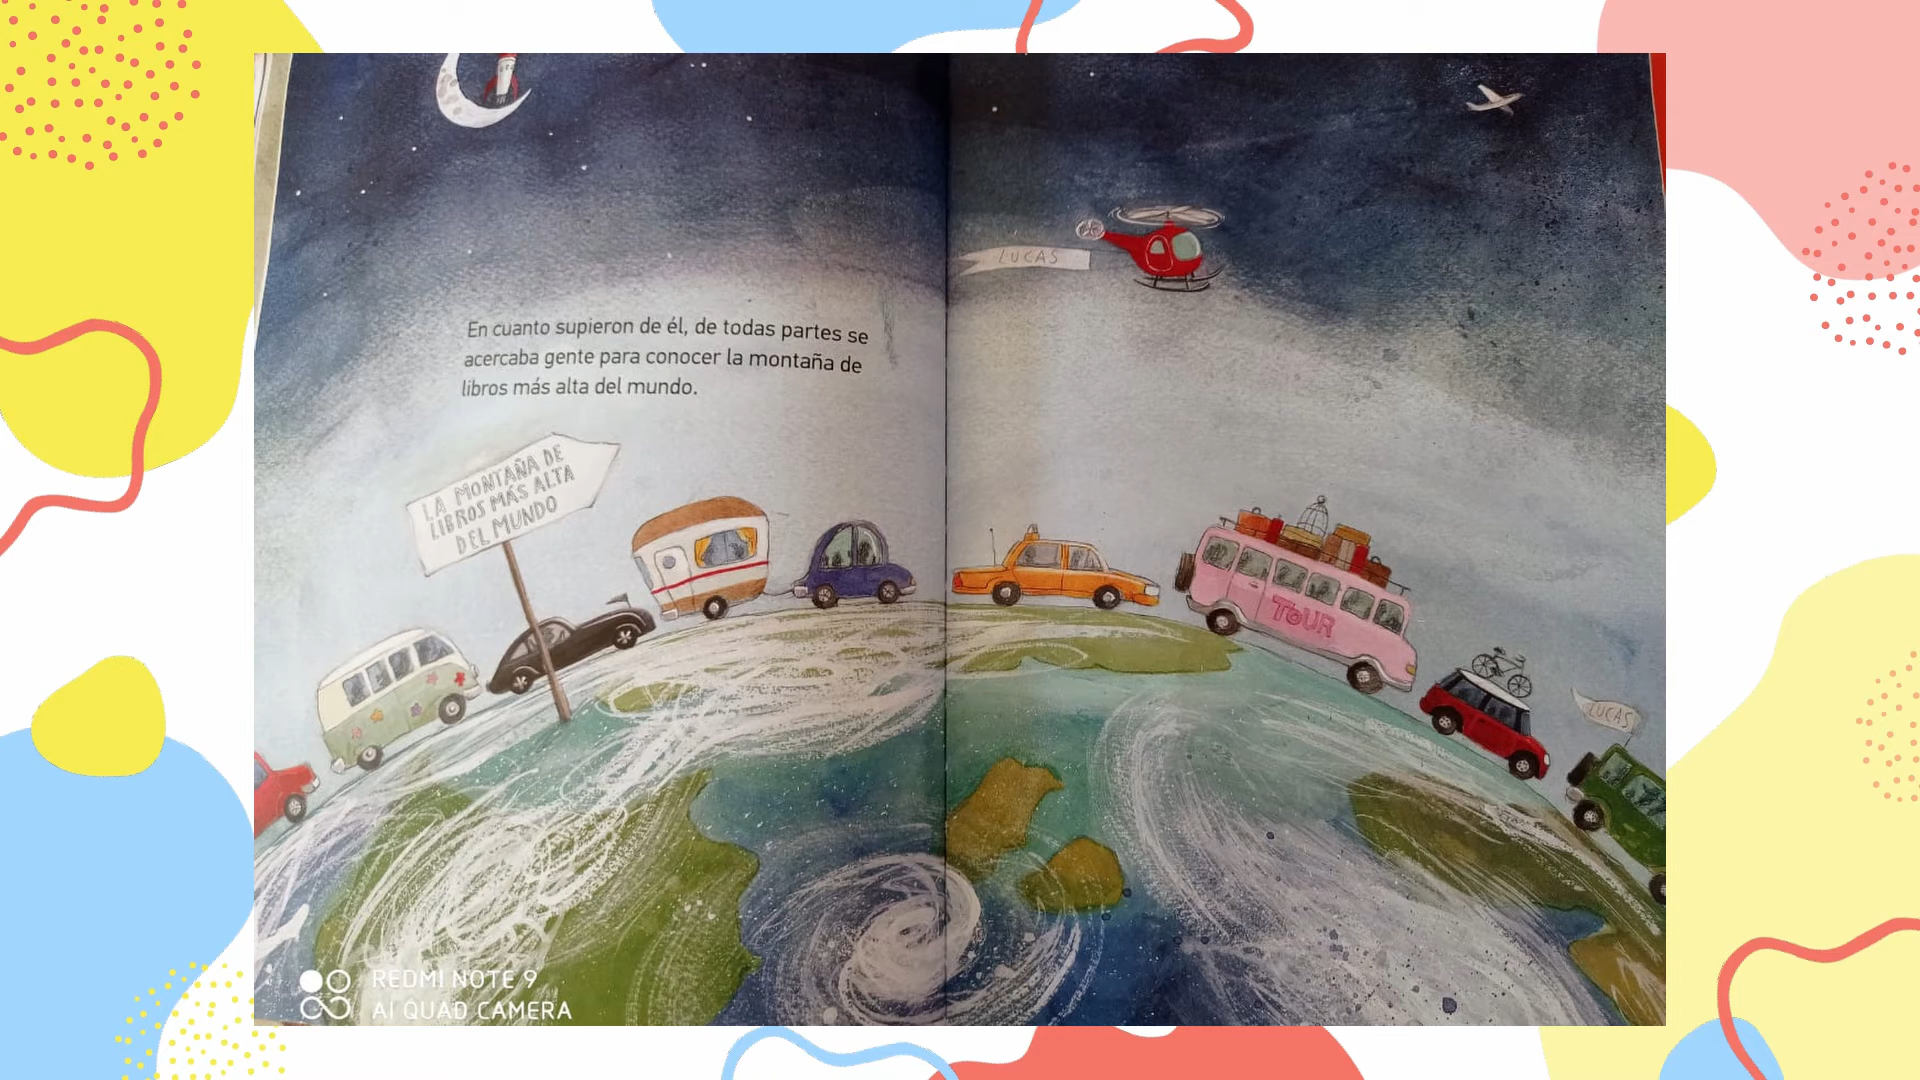 LUCAS
En cuanto supieron de él, de todas partes se
acercaba gente para conocer la montaña de
libros más alta del mundo.
LA MONTAÑA DE
LIBROS MÁS ALTA
DEL MUNDO
TOUR
LUCAS
REDMI NOTE 9
AI QUAD CAMERA